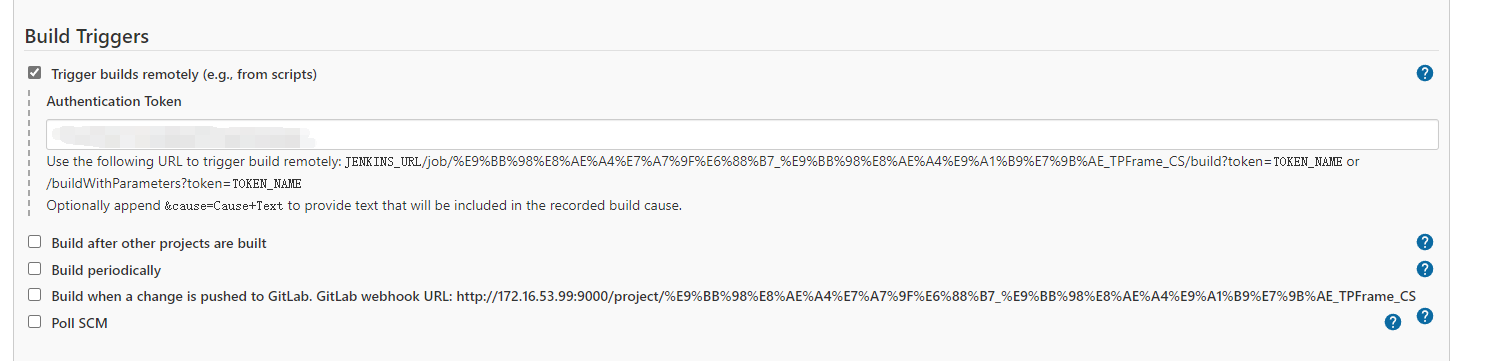 Build Triggers
Trigger builds remotely (e.g., from scripts)
Authentication Token
Use the following URL to trigger build remotely: JENKINS_URL/job/%E9%BB%98%E8%AE%A4%E7%A7%9F%E6%88%B7_%E9%BB%98%E8%AE%A4%E9%A1%B9%E7%9B%AE_TPFrame_CS/build?token=TOKEN_NAME or
/buildWithParameters?token=TOKEN_NAME
Optionally append &cause=Cause+Text to provide text that will be included in the recorded build cause.
Build after other projects are built
Build periodically
Build when a change is pushed to GitLab. GitLab webhook URL: http://172.16.53.99:9000/project/%E9%BB%98%E8%AE%A4%E7%A7%9F%E6%88%B7_%E9%BB%98%E8%AE%A4%E9%A1%B9%E7%9B%AE_TPFrame_CS
Poll SCM